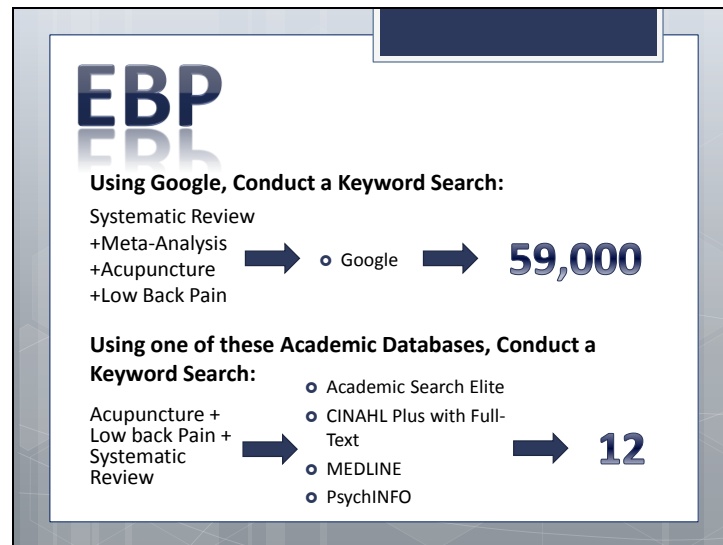 EBP
Using Google, Conduct a Keyword Search:
Systematic Review
+Meta-Analysis
+Acupuncture
+Low Back Pain
Google
59,000
Using one of these Academic Databases, Conduct a
Keyword Search:
Acupuncture +
Low back Pain +
Systematic
Review
Academic Search Elite
CINAHL Plus with Full-
Text
MEDLINE
PsychINFO
12